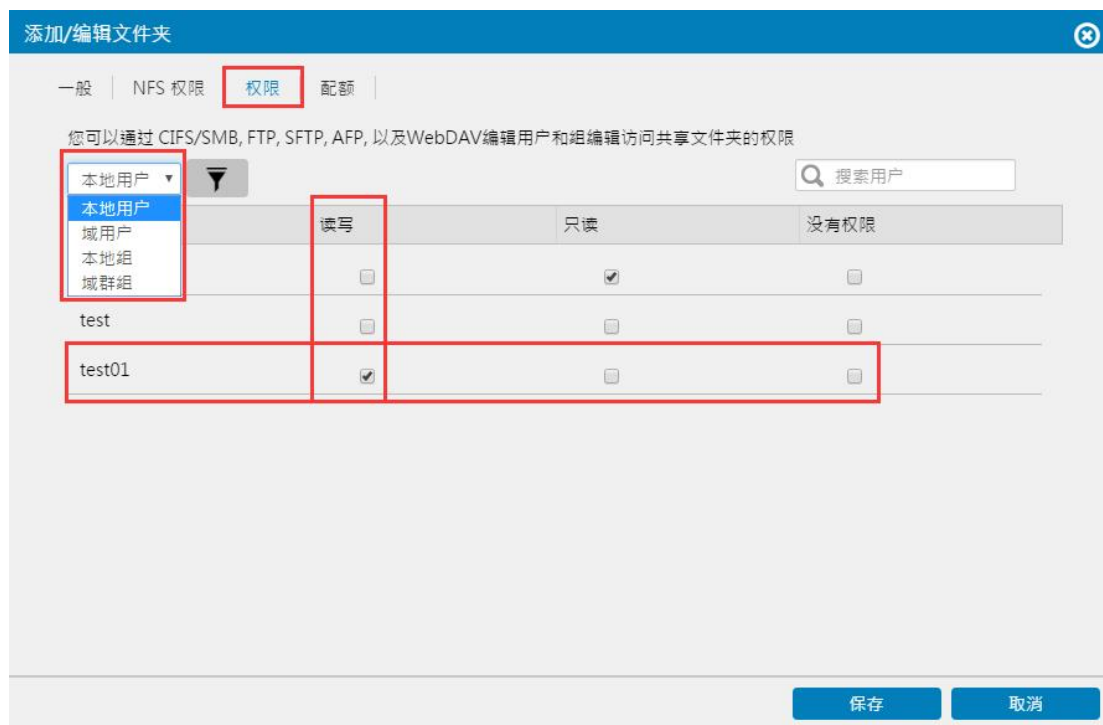 添加/编辑文件夹
一般 NFS 权限 权限 配额
您可以通过 CIFS/SMB, FTP, SFTP, AFP, 以及WebDAV编辑用户和组编辑访问共享文件夹的权限
本地用户 搜索用户
本地用户
域用户
本地组
域群组
读写 只读 没有权限
test
test01
保存 取消